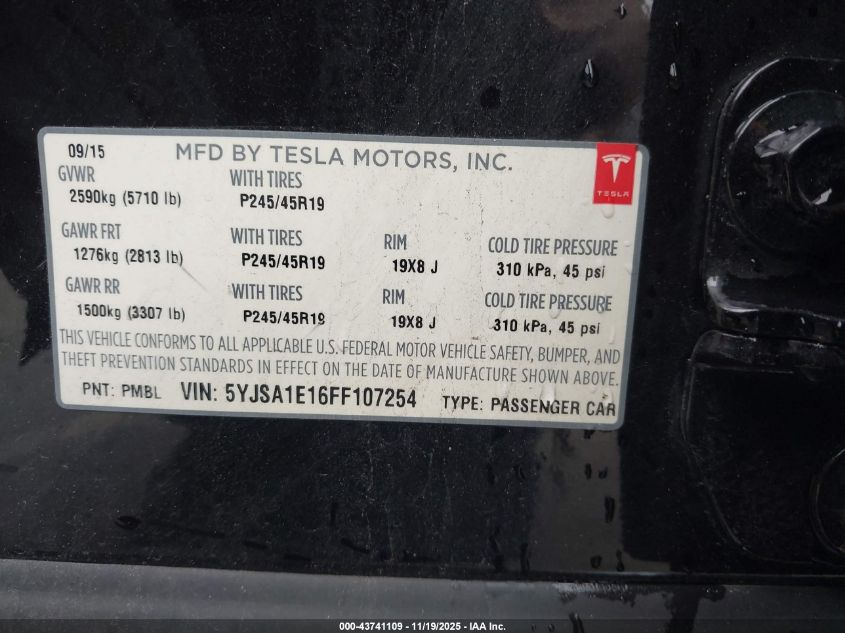 09/15 MFD BY TESLA MOTORS, INC.
TESLA
GVWR WITH TIRES
2590kg (5710 lb) P245/45R19
GAWR FRT WITH TIRES RIM COLD TIRE PRESSURE
1276kg (2813 lb) P245/45R19 19X8 J 310 kPa, 45 psi
GAWR RR WITH TIRES RIM COLD TIRE PRESSURE
1500kg (3307 lb) P245/45R19 19X8 J 310 kPa, 45 psi
THIS VEHICLE CONFORMS TO ALL APPLICABLE U.S. FEDERAL MOTOR VEHICLE SAFETY, BUMPER, AND
THEFT PREVENTION STANDARDS IN EFFECT ON THE DATE OF MANUFACTURE SHOWN ABOVE.
PNT: PMBL VIN: 5YJSA1E16FF107254 TYPE: PASSENGER CAR
000-43741109 - 11/19/2025 - IAA Inc.